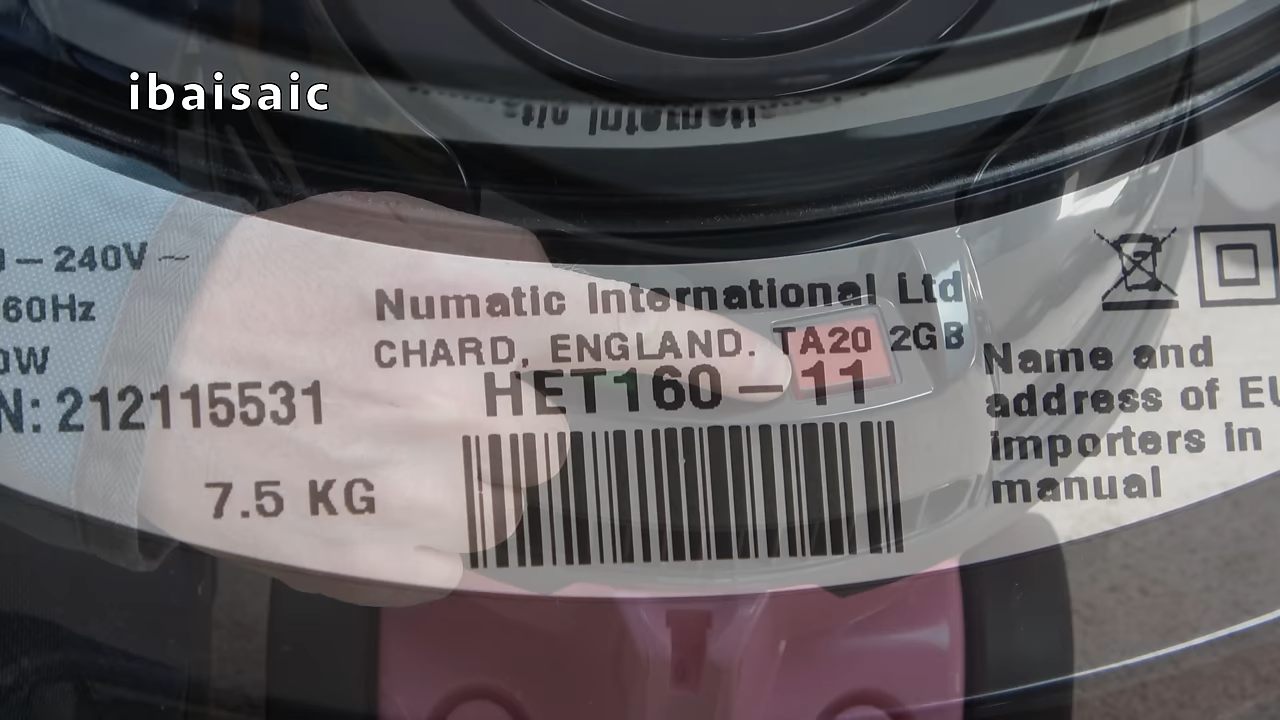 ibaisaic
– 240V ~
60Hz
0W
N: 212115531
7.5 KG
Numatic International Ltd
CHARD, ENGLAND. TA20 2GB
HET160 – 11
Name and
address of EU
importers in
manual